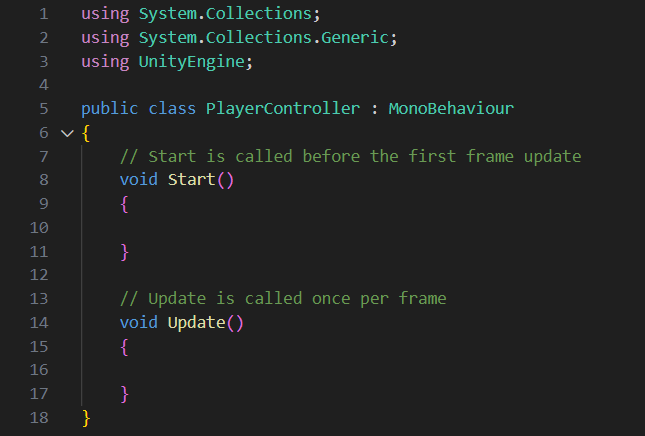 1 using System.Collections;
2 using System.Collections.Generic;
3 using UnityEngine;
4
5 public class PlayerController : MonoBehaviour
6 {
7     // Start is called before the first frame update
8     void Start()
9     {
10
11     }
12
13     // Update is called once per frame
14     void Update()
15     {
16
17     }
18 }